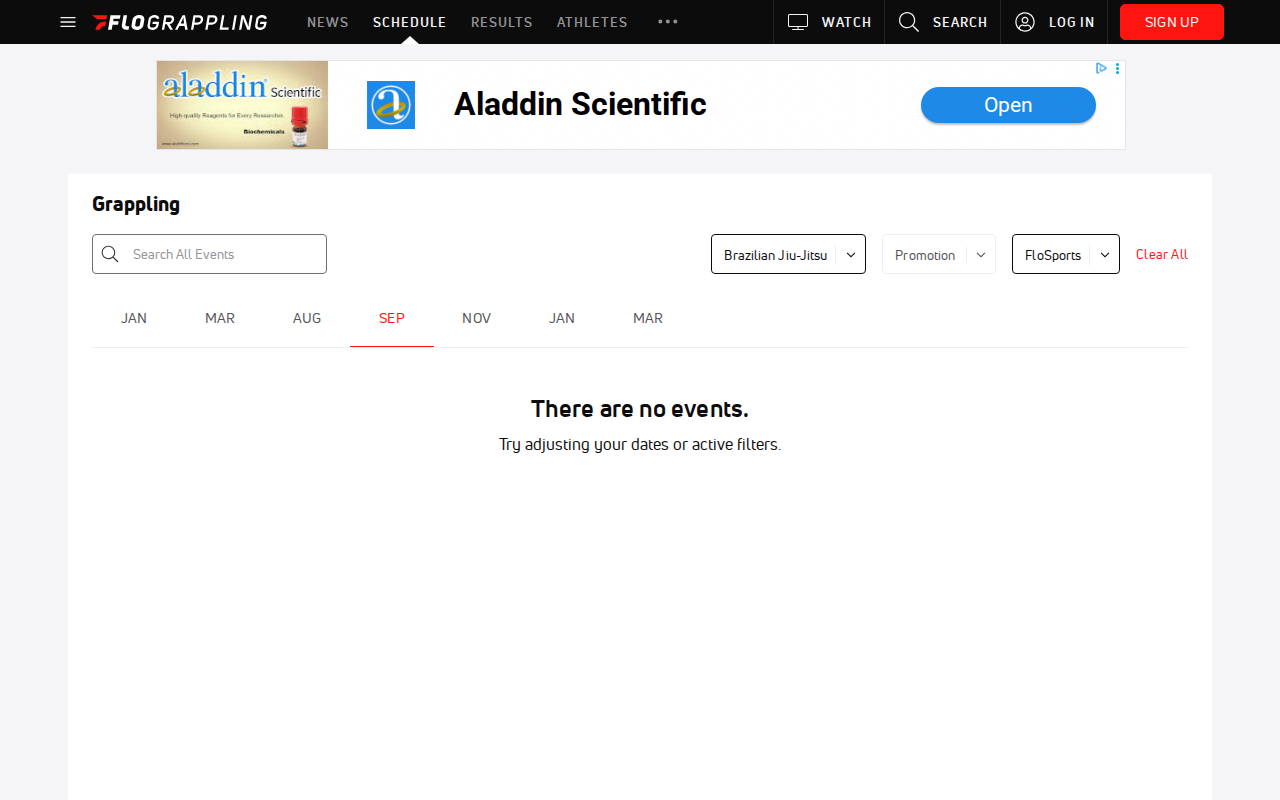 FLOGRAPPLING
NEWS
SCHEDULE
RESULTS
ATHLETES
WATCH
SEARCH
LOG IN
SIGN UP
aladdin Scientific
High-quality Reagents for Every Researcher.
Biochemicals
Aladdin Scientific
Open
Grappling
Search All Events
Brazilian Jiu-Jitsu
Promotion
FloSports
Clear All
JAN
MAR
AUG
SEP
NOV
JAN
MAR
There are no events.
Try adjusting your dates or active filters.